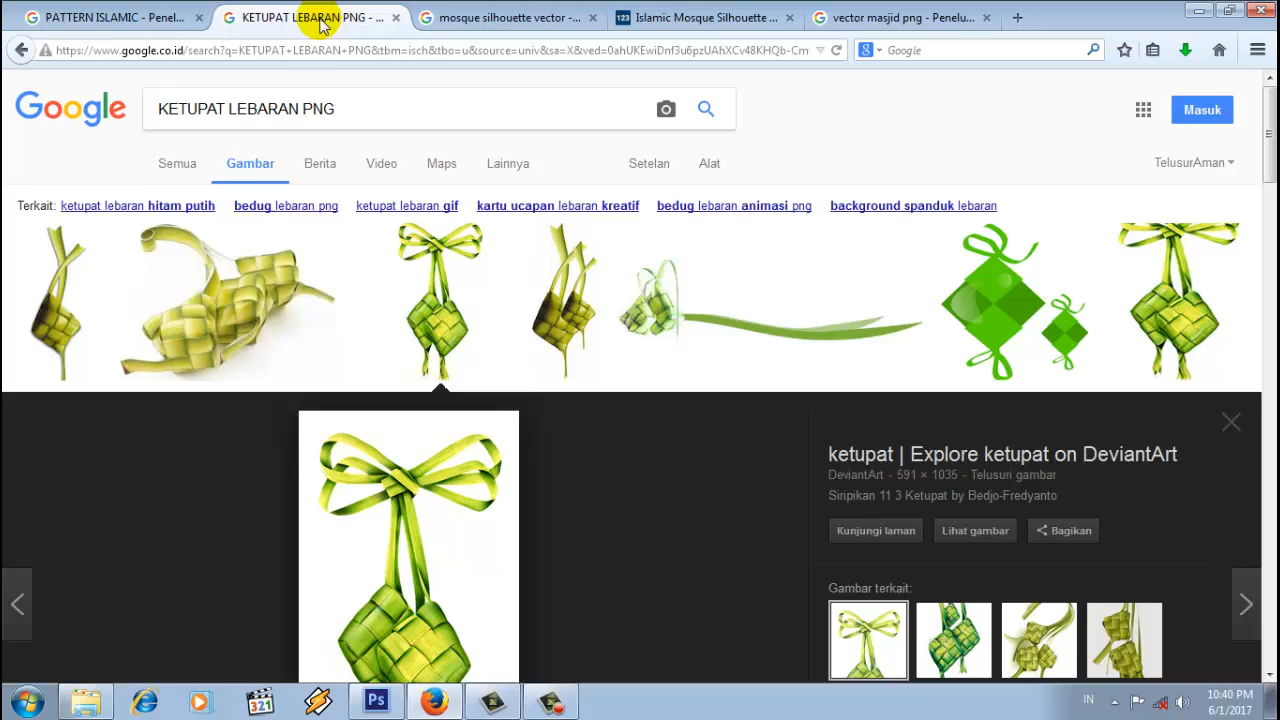 PATTERN ISLAMIC - Penel...
KETUPAT LEBARAN PNG - ...
mosque silhouette vector -...
123
Islamic Mosque Silhouette ...
vector masjid png - Penelu...
https://www.google.co.id/search?q=KETUPAT+LEBARAN+PNG&tbm=isch&tbo=u&source=univ&sa=X&ved=0ahUKEwiDnf3u6pzUAhXCv48KHQb-Cm
Google
Google
KETUPAT LEBARAN PNG
Masuk
Semua
Gambar
Berita
Video
Maps
Lainnya
Setelan
Alat
TelusurAman
Terkait: ketupat lebaran hitam putih
bedug lebaran png
ketupat lebaran gif
kartu ucapan lebaran kreatif
bedug lebaran animasi png
background spanduk lebaran
ketupat | Explore ketupat on DeviantArt
DeviantArt - 591 × 1035 - Telusuri gambar
Siripikan 11 3 Ketupat by Bedjo-Fredyanto
Kunjungi laman
Lihat gambar
Bagikan
Gambar terkait:
321
Ps
IN
10:40 PM
6/1/2017